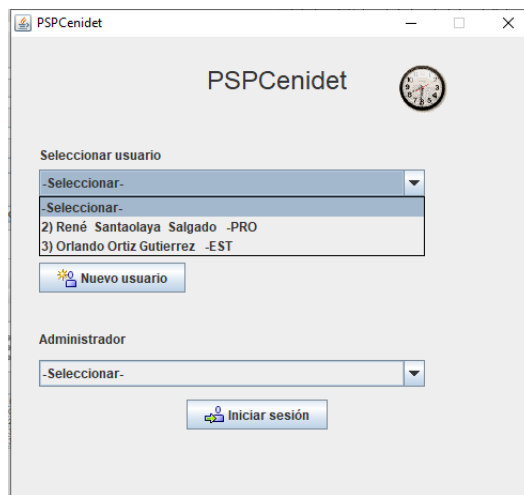 PSPCenidet
PSPCenidet
Seleccionar usuario
-Seleccionar-
-Seleccionar-
2) René Santaolaya Salgado -PRO
3) Orlando Ortiz Gutierrez -EST
Nuevo usuario
Administrador
-Seleccionar-
Iniciar sesión